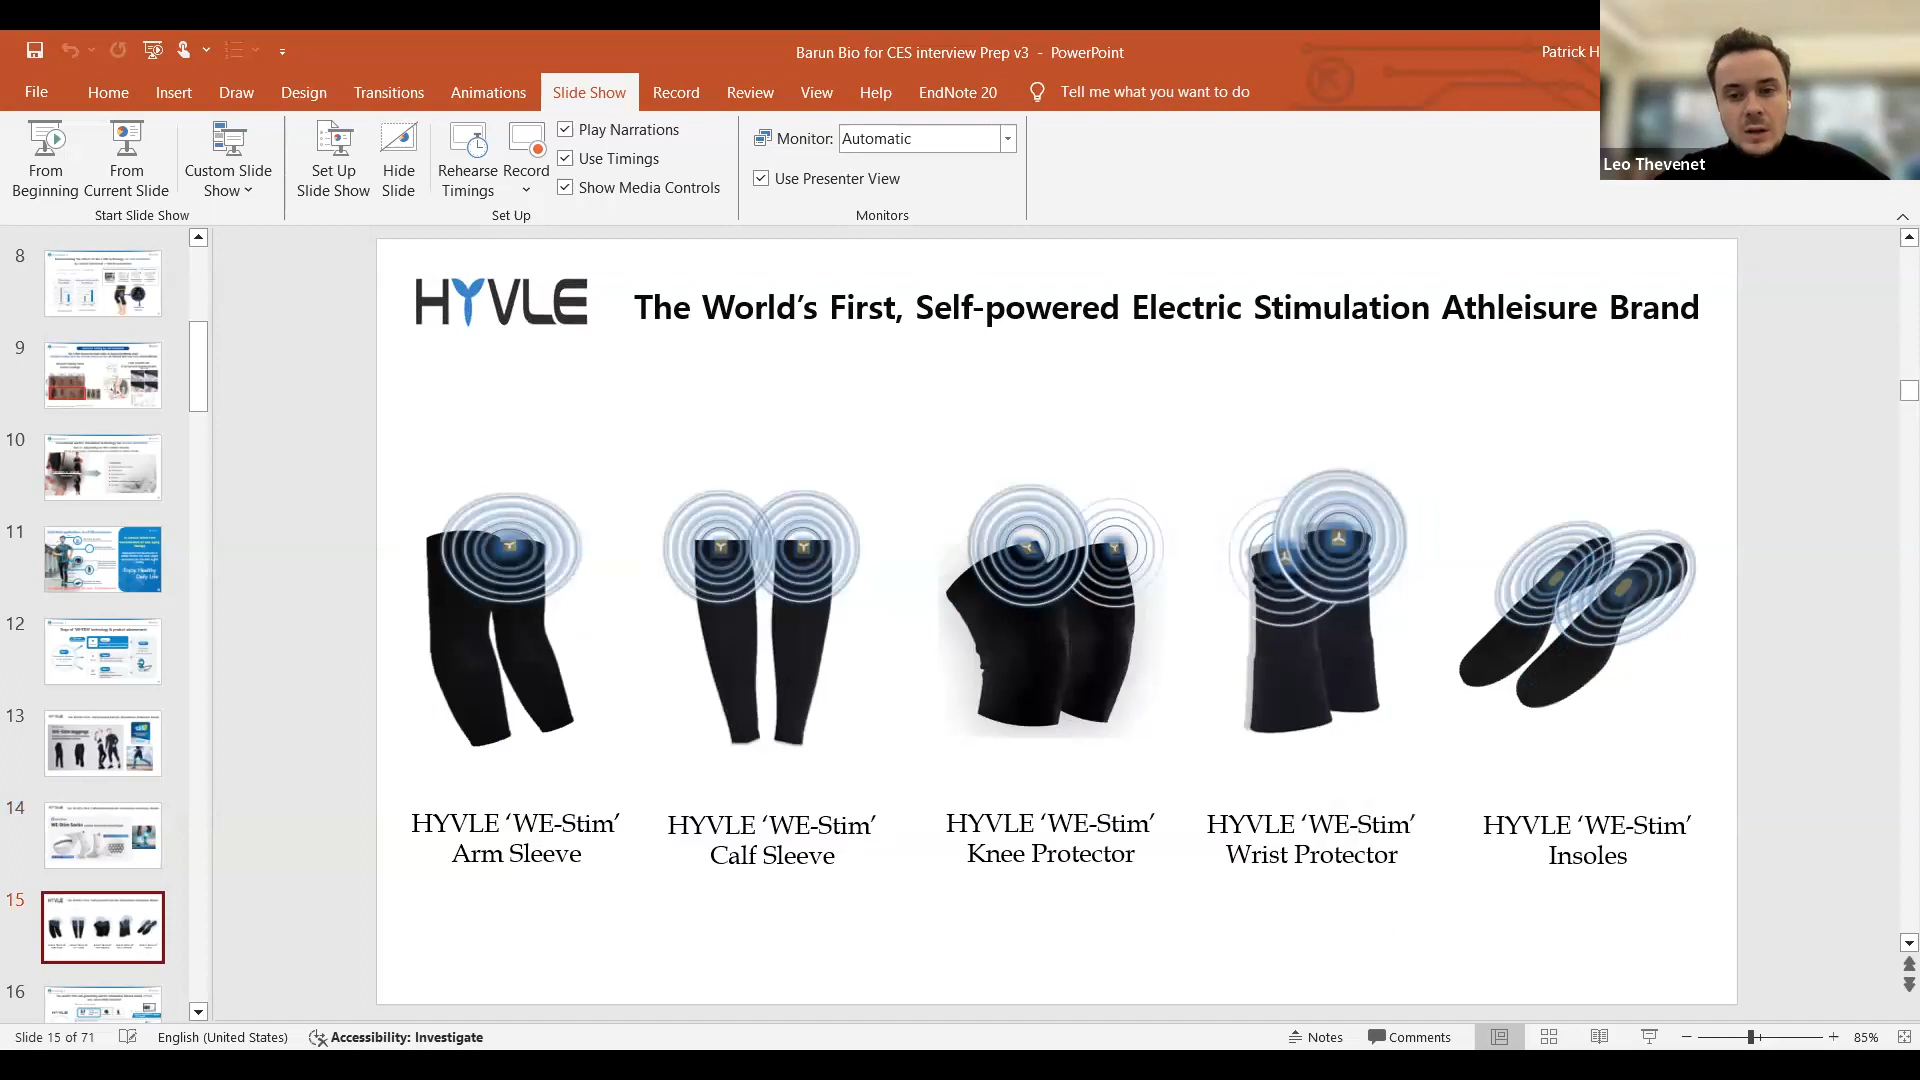 Barun Bio for CES interview Prep v3 - PowerPoint
Patrick H
File Home Insert Draw Design Transitions Animations Slide Show Record Review View Help EndNote 20 Tell me what you want to do
From Beginning
From Current Slide
Custom Slide Show
Start Slide Show
Set Up Slide Show
Hide Slide
Rehearse Timings
Record
Play Narrations
Use Timings
Show Media Controls
Set Up
Monitor: Automatic
Use Presenter View
Monitors
Leo Thevenet
8
9
10
11
12
13
14
15
16
HYVLE
The World’s First, Self-powered Electric Stimulation Athleisure Brand
HYVLE ‘WE-Stim’
Arm Sleeve
HYVLE ‘WE-Stim’
Calf Sleeve
HYVLE ‘WE-Stim’
Knee Protector
HYVLE ‘WE-Stim’
Wrist Protector
HYVLE ‘WE-Stim’
Insoles
Slide 15 of 71 English (United States) Accessibility: Investigate Notes Comments 85%